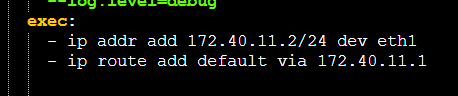 --log.level=debug
exec:
- ip addr add 172.40.11.2/24 dev eth1
- ip route add default via 172.40.11.1